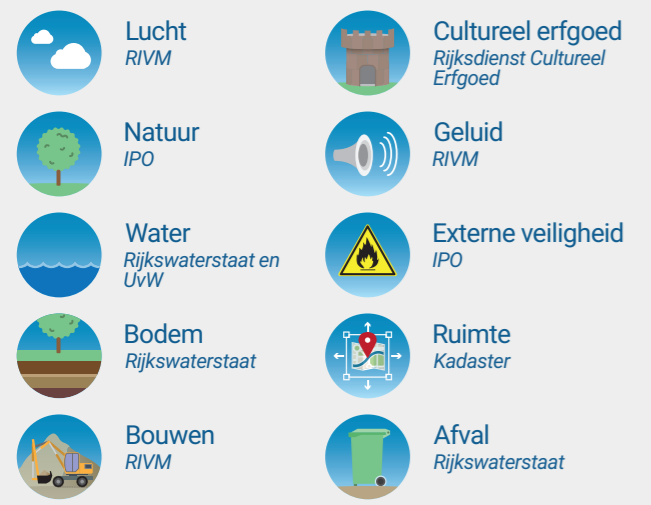 Lucht
RIVM
Natuur
IPO
Water
Rijkswaterstaat en
UvW
Bodem
Rijkswaterstaat
Bouwen
RIVM
Cultureel erfgoed
Rijksdienst Cultureel
Erfgoed
Geluid
RIVM
Externe veiligheid
IPO
Ruimte
Kadaster
Afval
Rijkswaterstaat